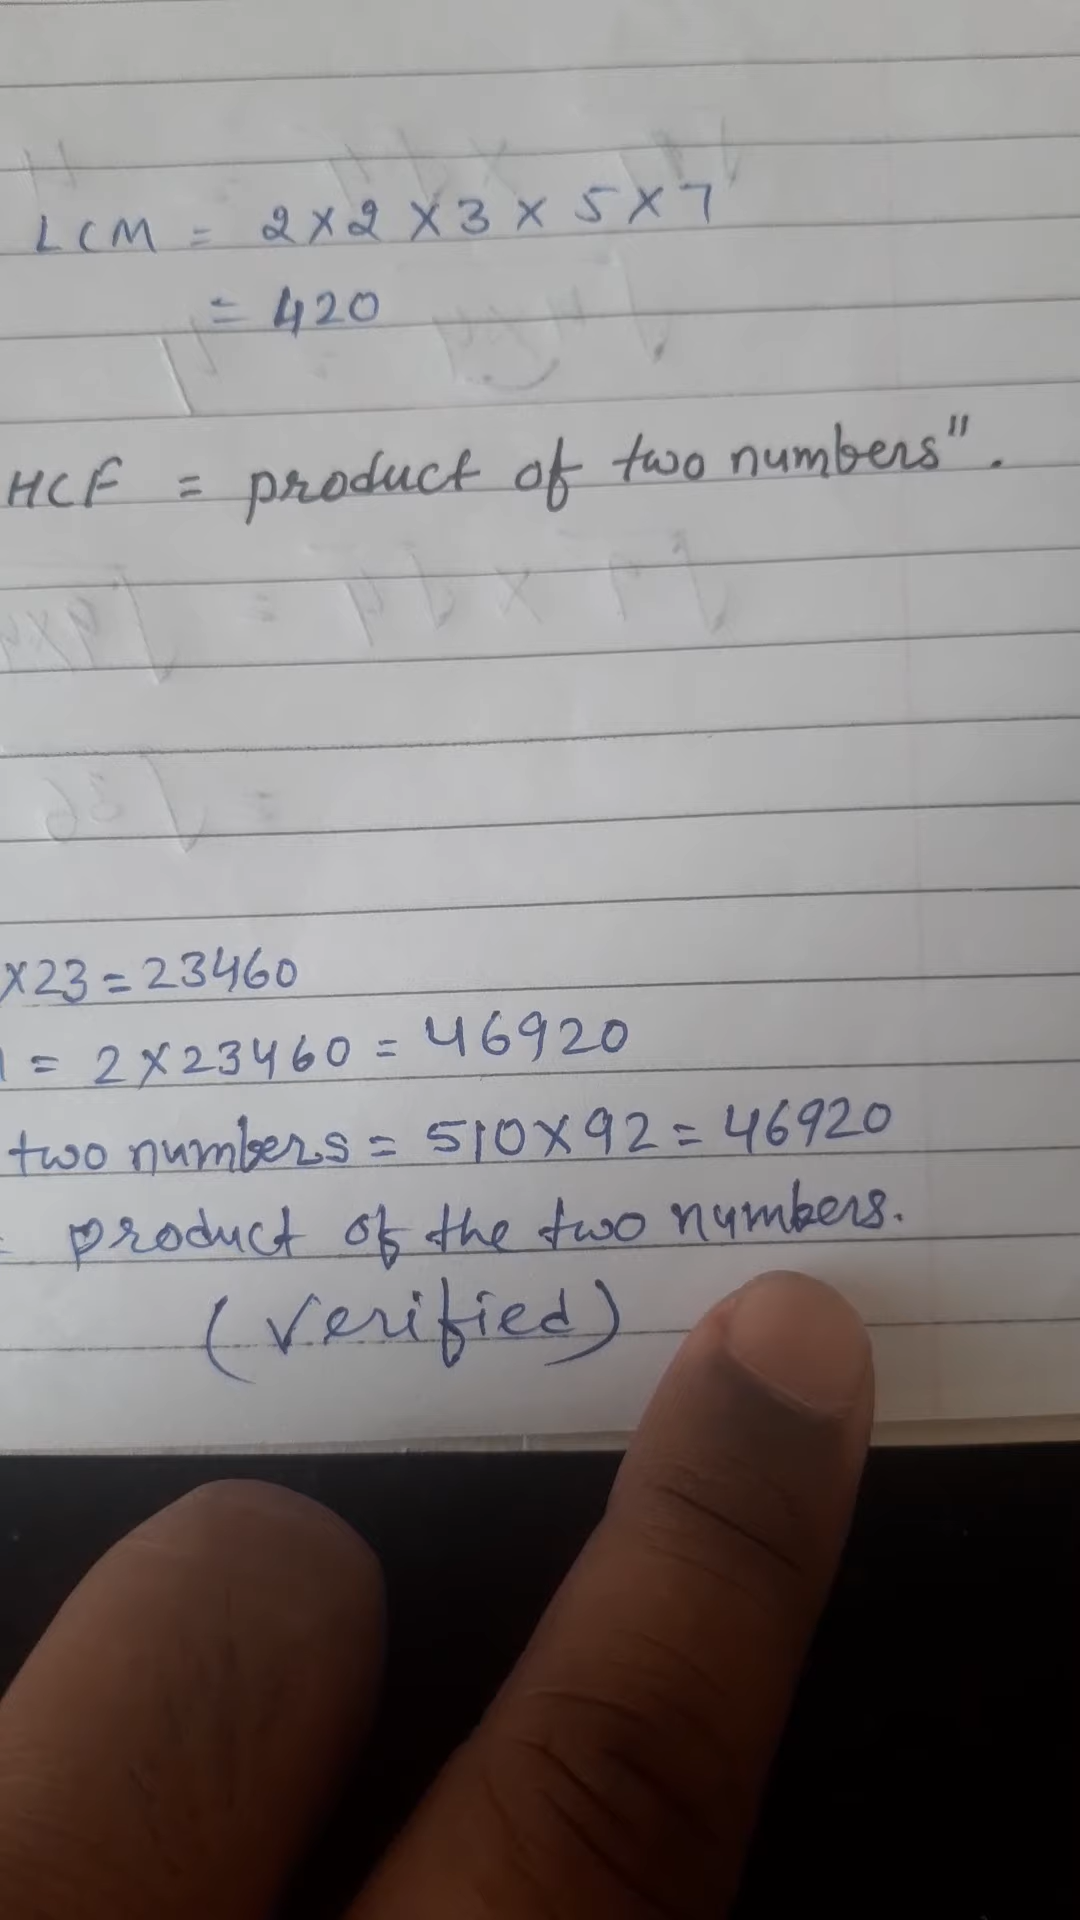 LCM = 2×2×3×5×7
= 420
HCF = product of two numbers".
×23=23460
= 2×23460 = 46920
two numbers = 510×92=46920
product of the two numbers.
(Verified)